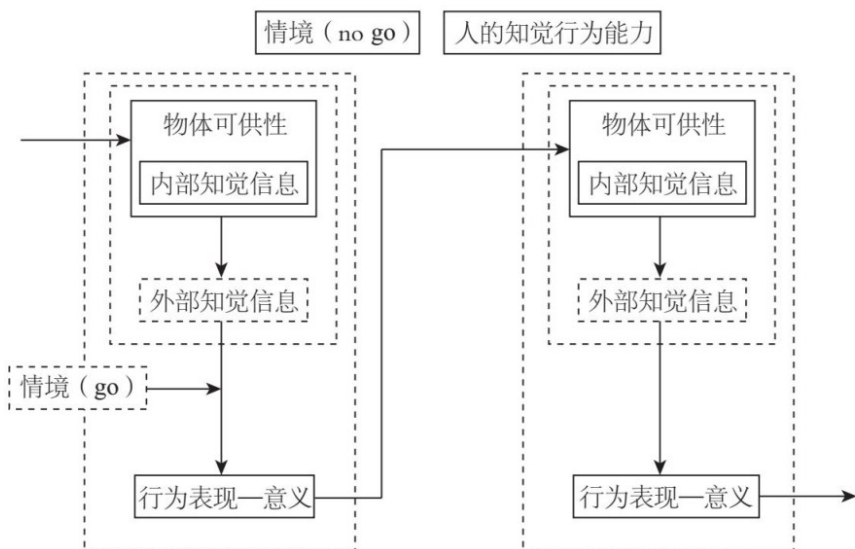 情境（no go） 人的知觉行为能力
物体可供性
内部知觉信息
外部知觉信息
情境（go）
行为表现—意义
物体可供性
内部知觉信息
外部知觉信息
行为表现—意义